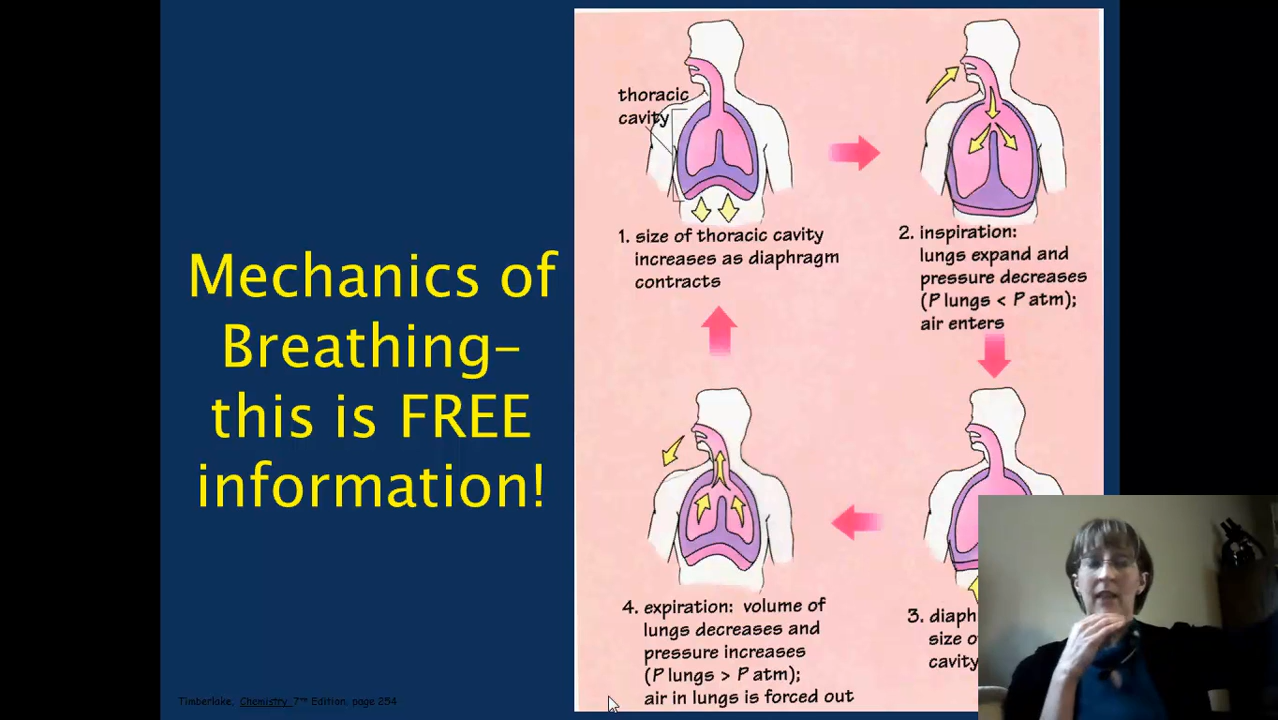 Mechanics of
Breathing–
this is FREE
information!
Timberlake, Chemistry 7TH Edition, page 254
thoracic
cavity
1. size of thoracic cavity
increases as diaphragm
contracts
2. inspiration:
lungs expand and
pressure decreases
(P lungs < P atm);
air enters
3. diaph
size o
cavity
4. expiration: volume of
lungs decreases and
pressure increases
(P lungs > P atm);
air in lungs is forced out